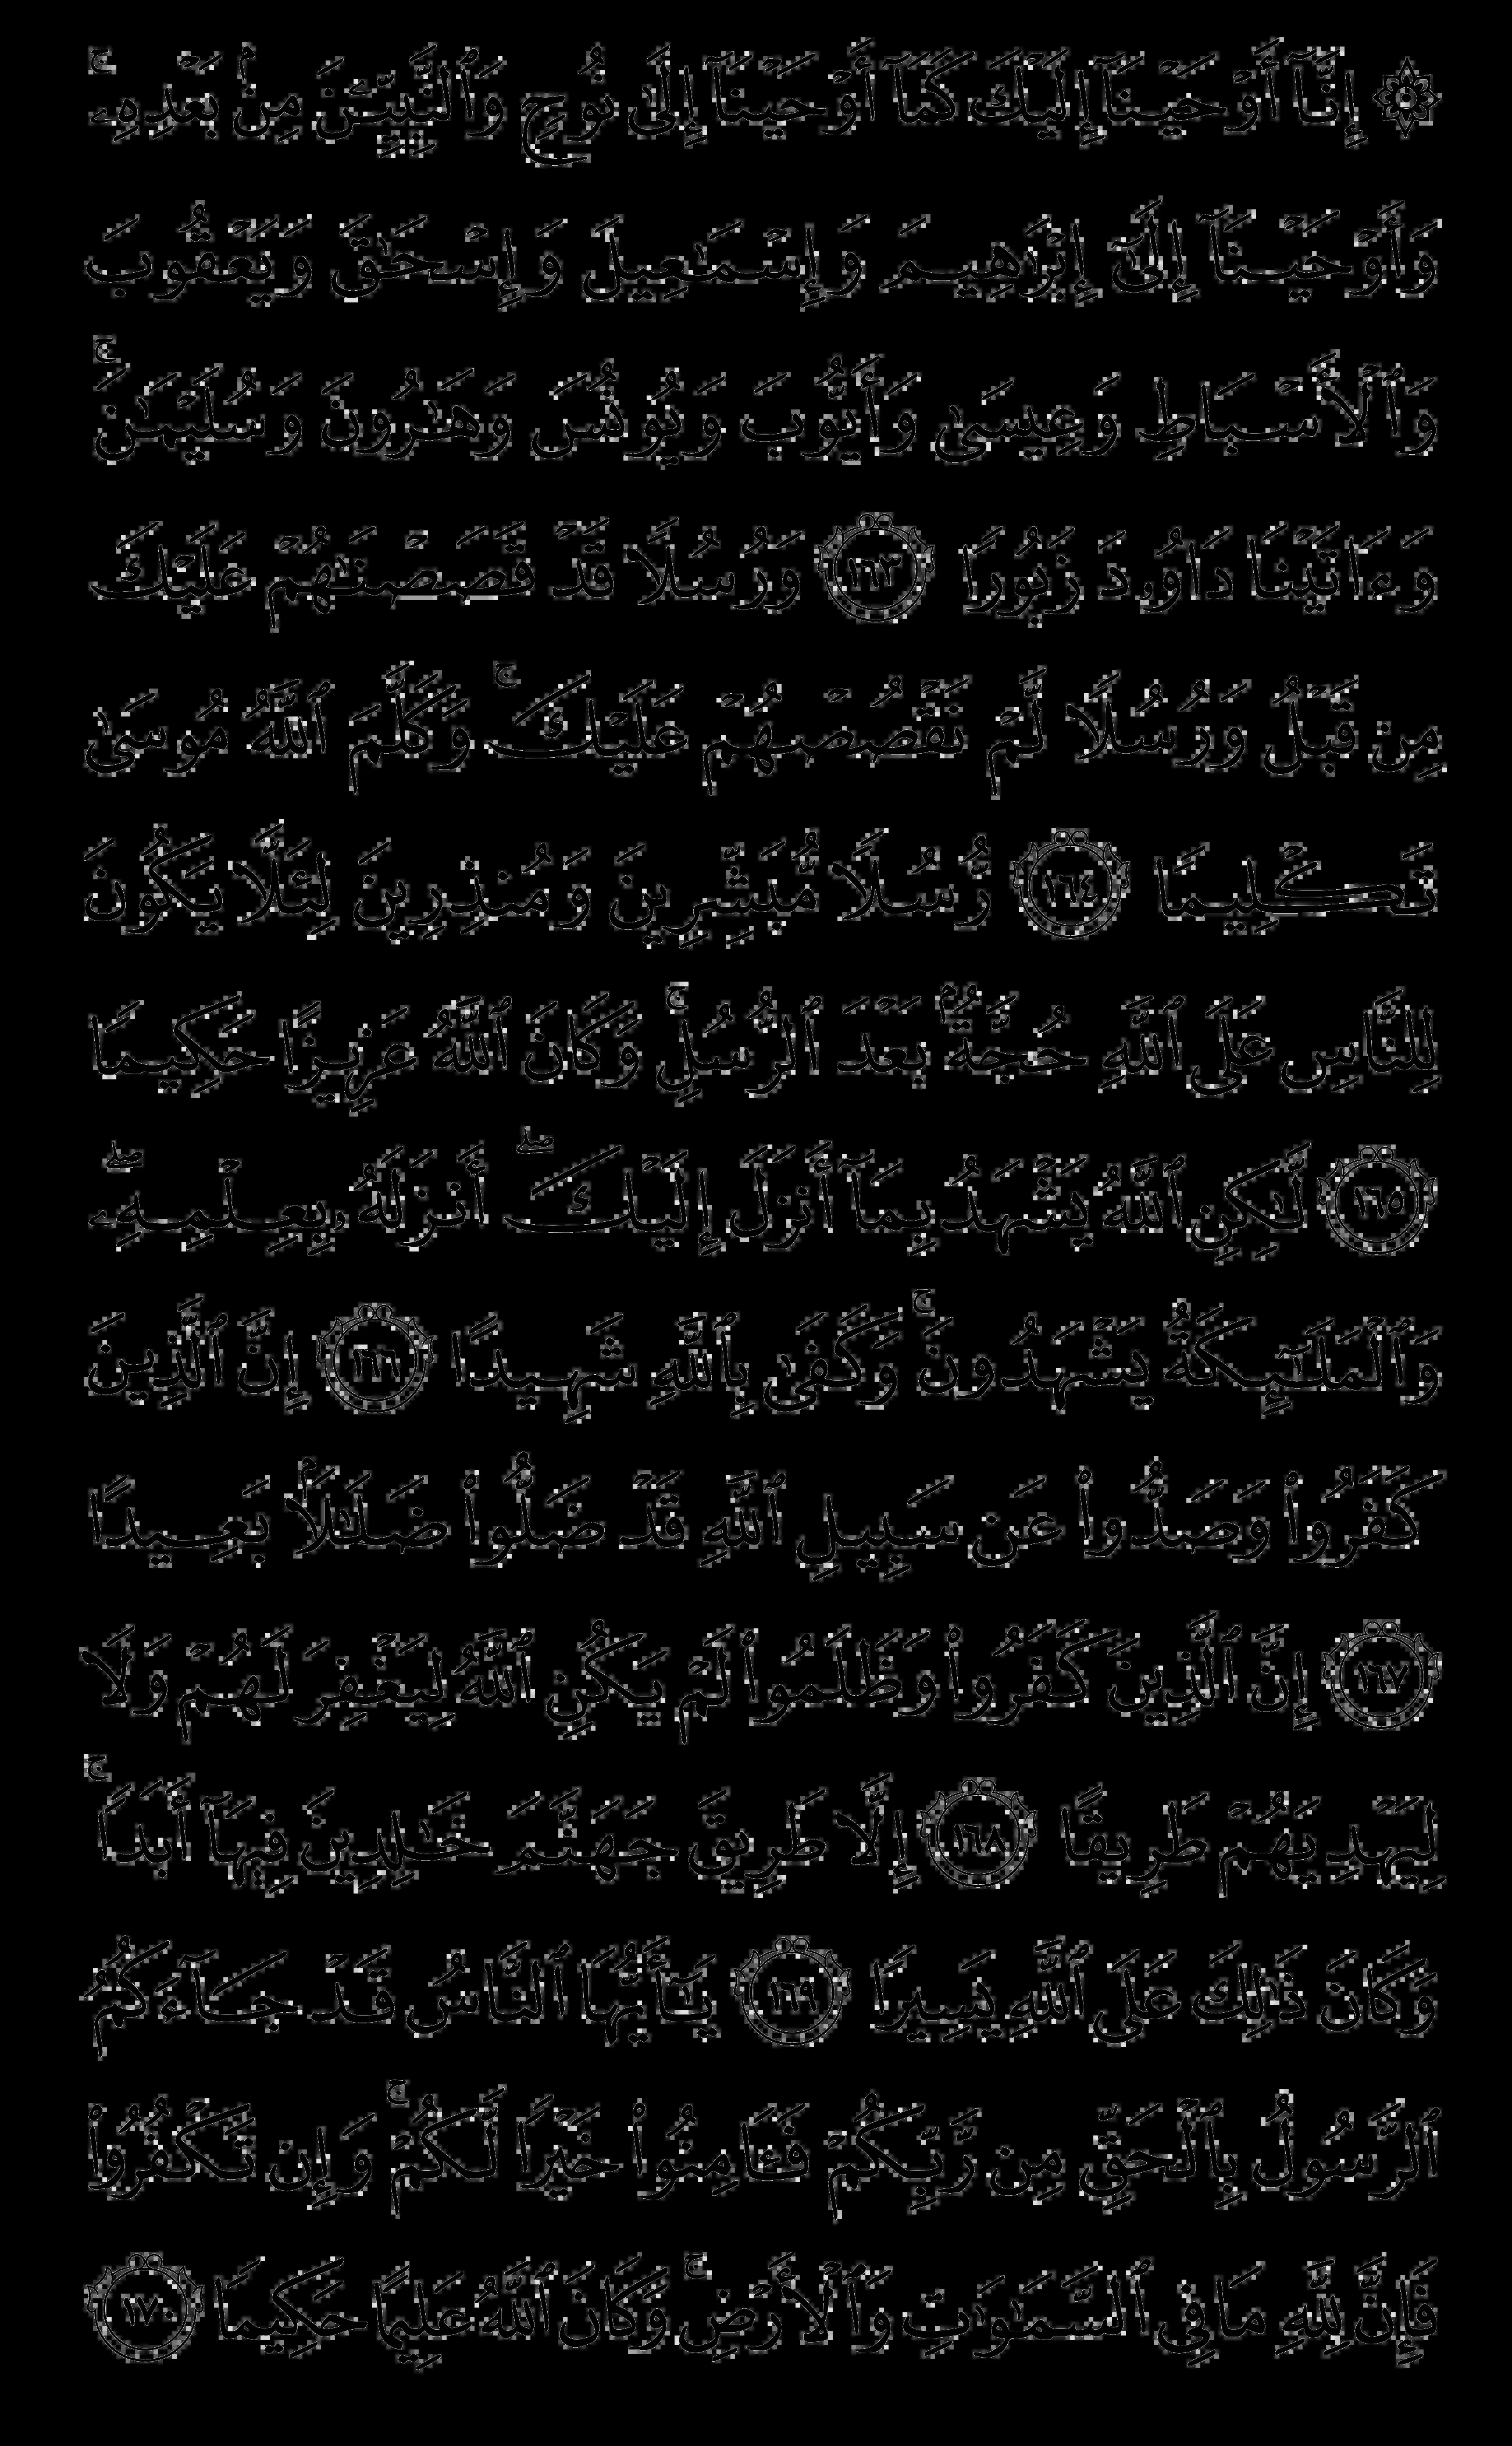 ۞ إِنَّآ أَوْحَيْنَآ إِلَيْكَ كَمَآ أَوْحَيْنَآ إِلَىٰ نُوحٍ وَٱلنَّبِيِّـۧنَ مِنۢ بَعْدِهِۦ ۚ
وَأَوْحَيْنَآ إِلَىٰٓ إِبْرَٰهِيمَ وَإِسْمَـٰعِيلَ وَإِسْحَـٰقَ وَيَعْقُوبَ
وَٱلْأَسْبَاطِ وَعِيسَىٰ وَأَيُّوبَ وَيُونُسَ وَهَـٰرُونَ وَسُلَيْمَـٰنَ ۚ
وَءَاتَيْنَا دَاوُۥدَ زَبُورًا ١٦٣ وَرُسُلًا قَدْ قَصَصْنَـٰهُمْ عَلَيْكَ
مِن قَبْلُ وَرُسُلًا لَّمْ نَقْصُصْهُمْ عَلَيْكَ ۚ وَكَلَّمَ ٱللَّهُ مُوسَىٰ
تَكْلِيمًا ١٦٤ رُّسُلًا مُّبَشِّرِينَ وَمُنذِرِينَ لِئَلَّا يَكُونَ
لِلنَّاسِ عَلَى ٱللَّهِ حُجَّةٌۢ بَعْدَ ٱلرُّسُلِ ۚ وَكَانَ ٱللَّهُ عَزِيزًا حَكِيمًا
١٦٥ لَّـٰكِنِ ٱللَّهُ يَشْهَدُ بِمَآ أَنزَلَ إِلَيْكَ ۖ أَنزَلَهُۥ بِعِلْمِهِۦ ۖ
وَٱلْمَلَـٰٓئِكَةُ يَشْهَدُونَ ۚ وَكَفَىٰ بِٱللَّهِ شَهِيدًا ١٦٦ إِنَّ ٱلَّذِينَ
كَفَرُوا۟ وَصَدُّوا۟ عَن سَبِيلِ ٱللَّهِ قَدْ ضَلُّوا۟ ضَلَـٰلًۢا بَعِيدًا
١٦٧ إِنَّ ٱلَّذِينَ كَفَرُوا۟ وَظَلَمُوا۟ لَمْ يَكُنِ ٱللَّهُ لِيَغْفِرَ لَهُمْ وَلَا
لِيَهْدِيَهُمْ طَرِيقًا ١٦٨ إِلَّا طَرِيقَ جَهَنَّمَ خَـٰلِدِينَ فِيهَآ أَبَدًا ۚ
وَكَانَ ذَٰلِكَ عَلَى ٱللَّهِ يَسِيرًا ١٦٩ يَـٰٓأَيُّهَا ٱلنَّاسُ قَدْ جَآءَكُمُ
ٱلرَّسُولُ بِٱلْحَقِّ مِن رَّبِّكُمْ فَـَٔامِنُوا۟ خَيْرًا لَّكُمْ ۚ وَإِن تَكْفُرُوا۟
فَإِنَّ لِلَّهِ مَا فِى ٱلسَّمَـٰوَٰتِ وَٱلْأَرْضِ ۚ وَكَانَ ٱللَّهُ عَلِيمًا حَكِيمًا ١٧٠